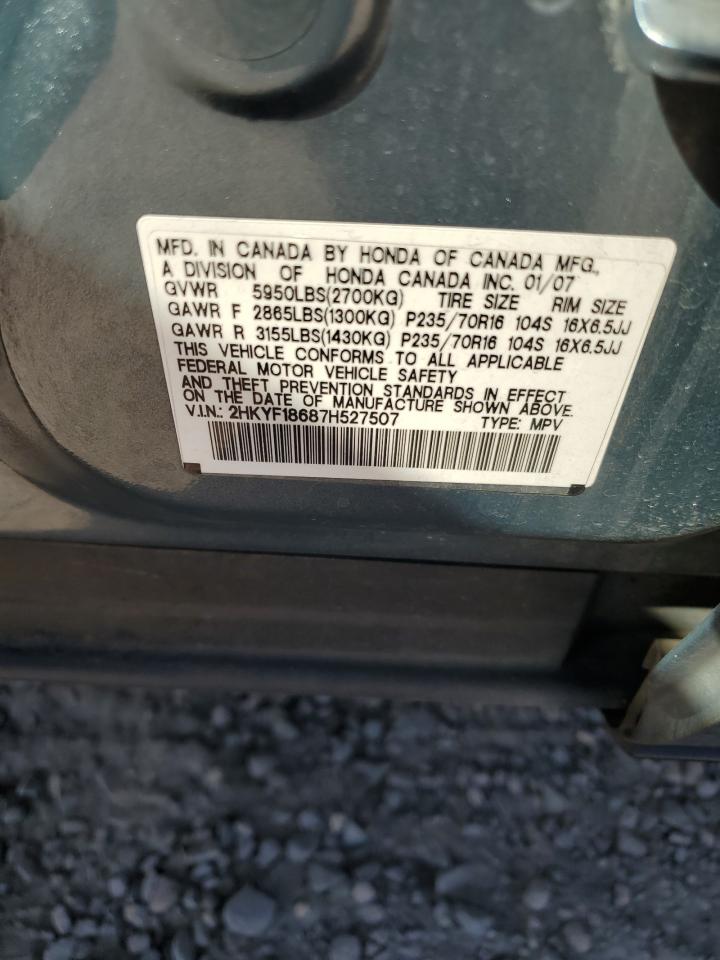 MFD. IN CANADA BY HONDA OF CANADA MFG.,
A DIVISION OF HONDA CANADA INC. 01/07
GVWR 5950LBS(2700KG) TIRE SIZE RIM SIZE
GAWR F 2865LBS(1300KG) P235/70R16 104S 16X6.5JJ
GAWR R 3155LBS(1430KG) P235/70R16 104S 16X6.5JJ
THIS VEHICLE CONFORMS TO ALL APPLICABLE
FEDERAL MOTOR VEHICLE SAFETY
AND THEFT PREVENTION STANDARDS IN EFFECT
ON THE DATE OF MANUFACTURE SHOWN ABOVE.
V.I.N.: 2HKYF18687H527507 TYPE: MPV